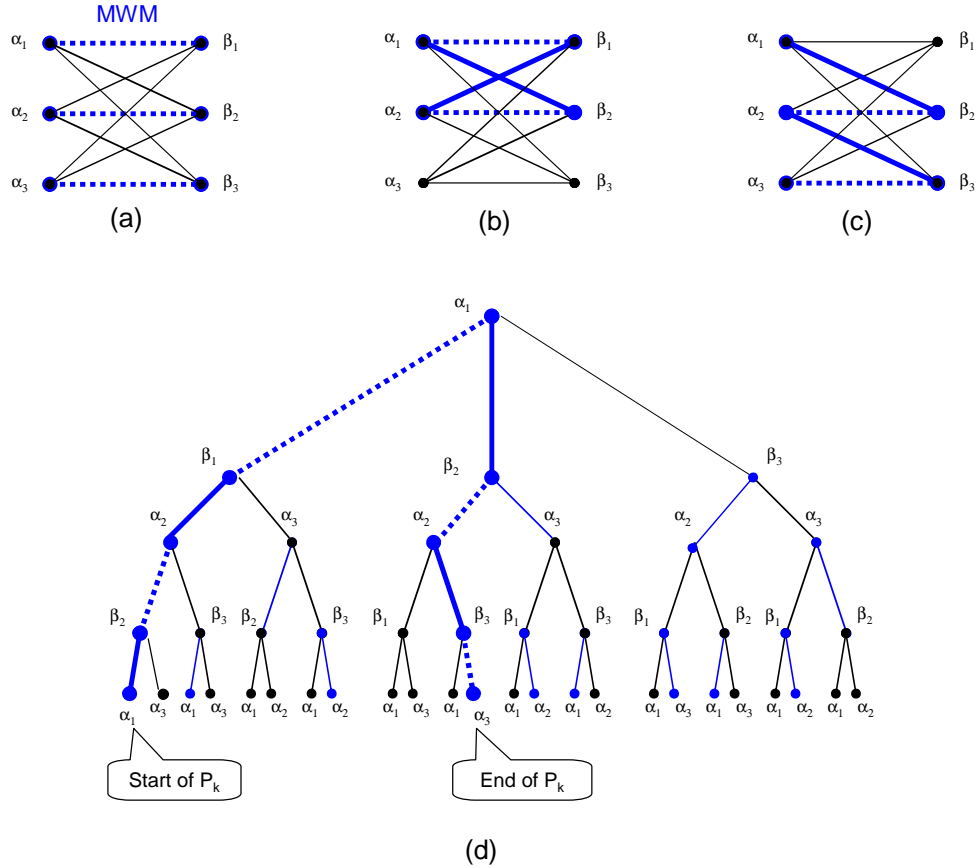 MWM
α1 β1 α1 β1 α1 β1
α2 β2 α2 β2 α2 β2
α3 β3 α3 β3 α3 β3
(a) (b) (c)
α1
β1 β2 β3
α2 α3 α2 α3 α2 α3
β2 β3 β2 β3 β1 β3 β1 β3 β1 β2 β1 β2
α1 α3 α1 α3 α1 α2 α1 α2 α1 α3 α1 α3 α1 α2 α1 α2 α1 α3 α1 α3 α1 α2 α1 α2
Start of Pk End of Pk
(d)